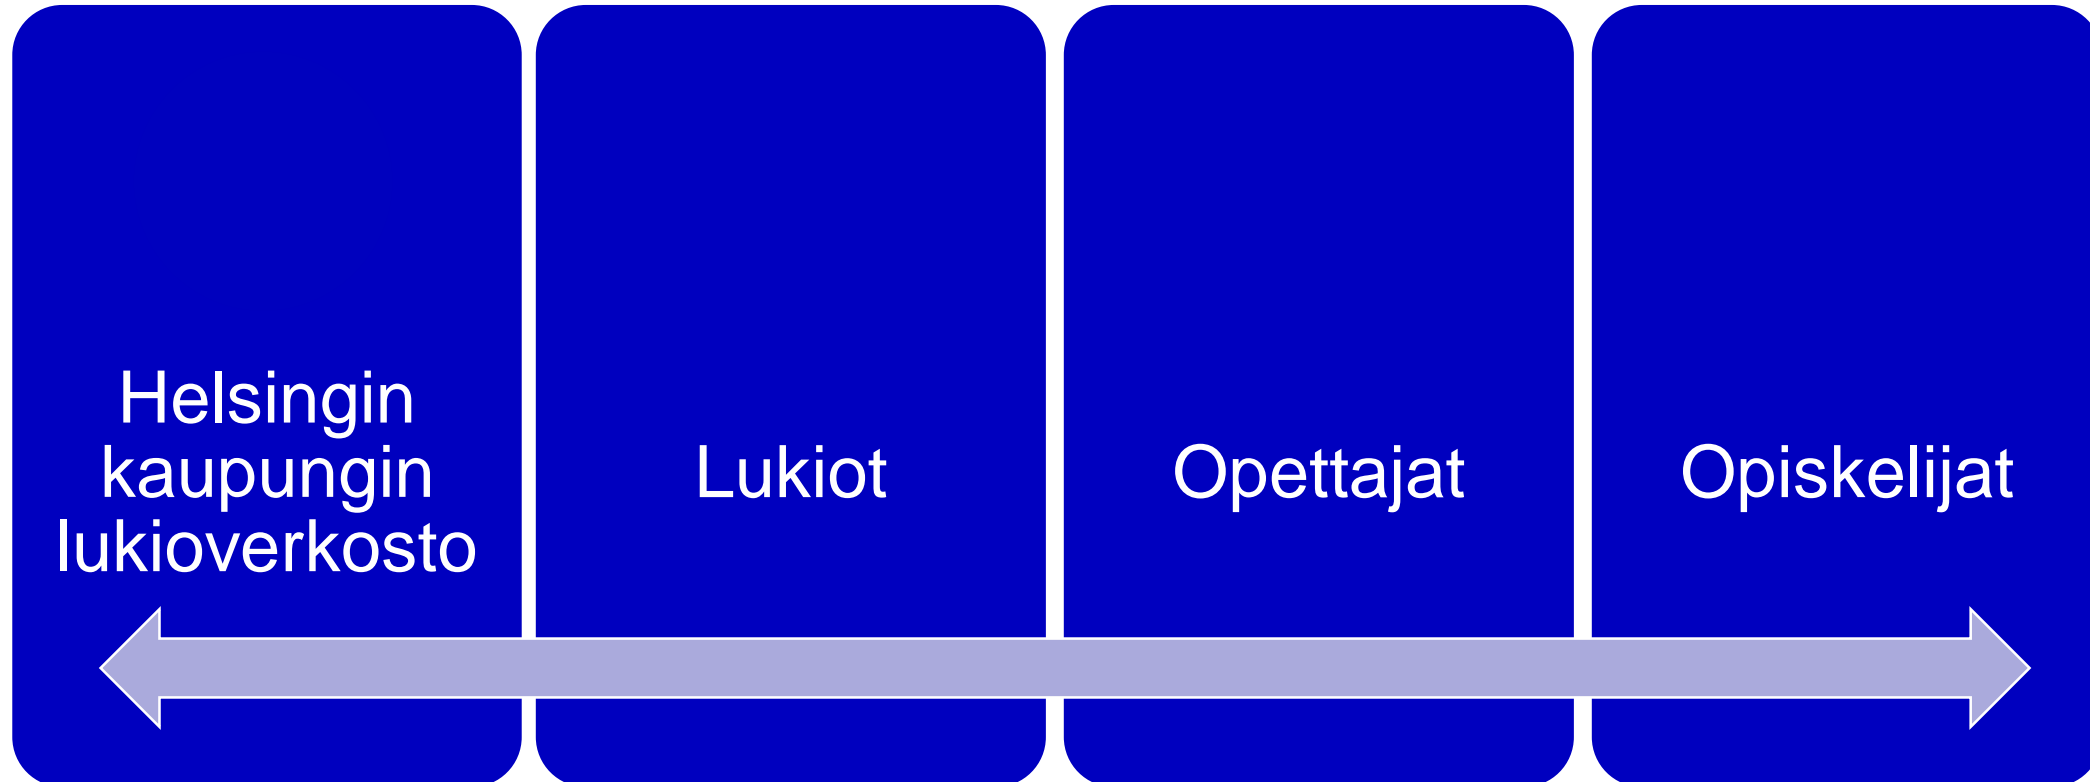 Helsingin
kaupungin
lukioverkosto
Lukiot
Opettajat
Opiskelijat